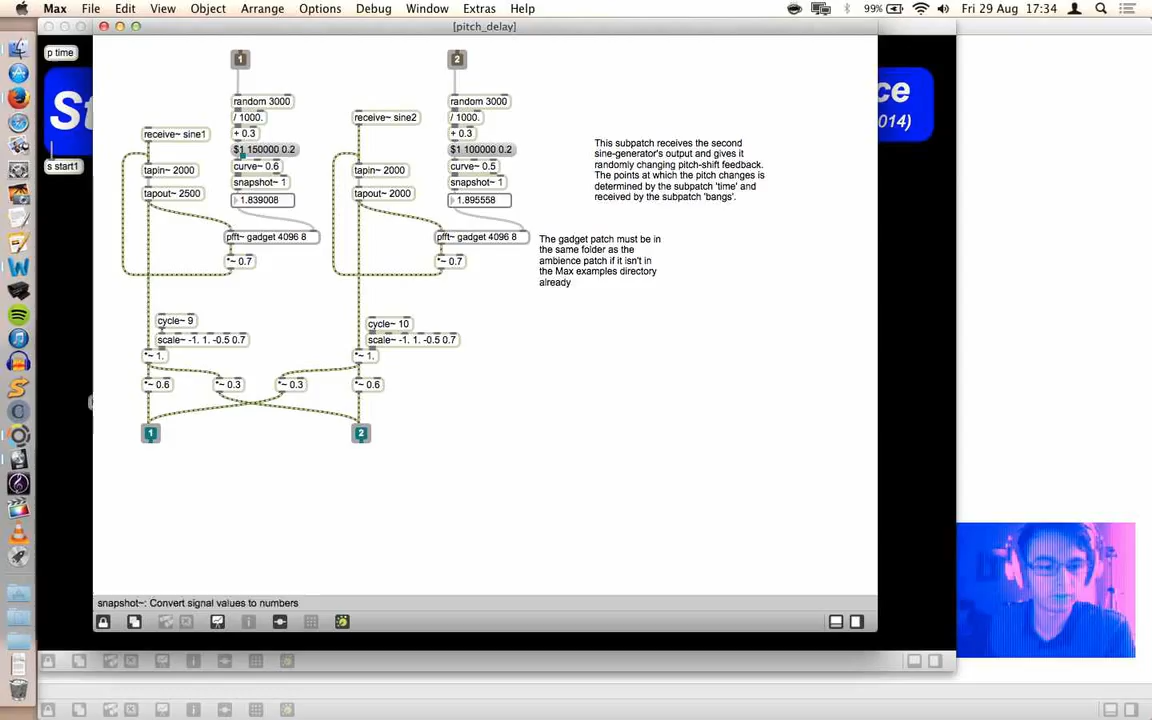 Max File Edit View Object Arrange Options Debug Window Extras Help
99% Fri 29 Aug 17:34
[pitch_delay]
p time
1
2
random 3000
random 3000
/ 1000.
receive~ sine2
/ 1000.
receive~ sine1
+ 0.3
+ 0.3
$1 150000 0.2
$1 100000 0.2
curve~ 0.6
curve~ 0.5
tapin~ 2000
tapin~ 2000
snapshot~ 1
snapshot~ 1
tapout~ 2500
tapout~ 2000
1.839008
1.895558
pfft~ gadget 4096 8
pfft~ gadget 4096 8
*~ 0.7
*~ 0.7
This subpatch receives the second
sine-generator's output and gives it
randomly changing pitch-shift feedback.
The points at which the pitch changes is
determined by the subpatch 'time' and
received by the subpatch 'bangs'.
The gadget patch must be in
the same folder as the
ambience patch if it isn't in
the Max examples directory
already
cycle~ 9
cycle~ 10
scale~ -1. 1. -0.5 0.7
scale~ -1. 1. -0.5 0.7
*~ 1.
*~ 1.
*~ 0.6
*~ 0.3
*~ 0.3
*~ 0.6
1
2
St
ce
014)
s start1
snapshot~: Convert signal values to numbers